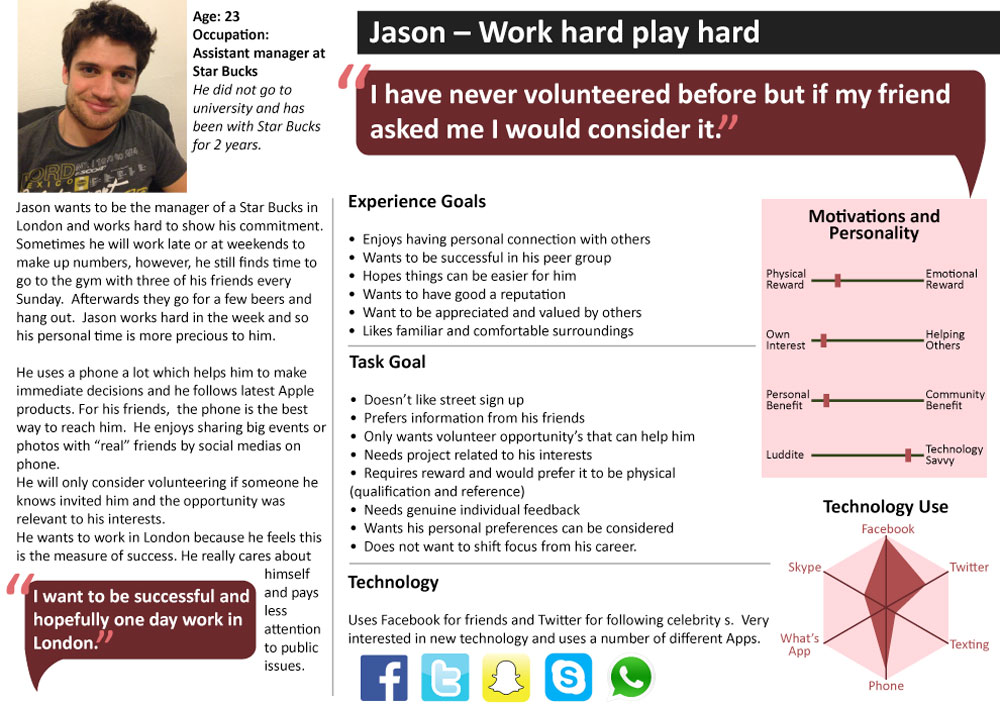 Age: 23
Occupation:
Assistant manager at
Star Bucks
He did not go to
university and has
been with Star Bucks
for 2 years.
Jason – Work hard play hard
“I have never volunteered before but if my friend
asked me I would consider it.”
Jason wants to be the manager of a Star Bucks in
London and works hard to show his commitment.
Sometimes he will work late or at weekends to
make up numbers, however, he still finds time to
go to the gym with three of his friends every
Sunday.  Afterwards they go for a few beers and
hang out.  Jason works hard in the week and so
his personal time is more precious to him.
He uses a phone a lot which helps him to make
immediate decisions and he follows latest Apple
products. For his friends,  the phone is the best
way to reach him.  He enjoys sharing big events or
photos with “real” friends by social medias on
phone.
He will only consider volunteering if someone he
knows invited him and the opportunity was
relevant to his interests.
He wants to work in London because he feels this
is the measure of success. He really cares about
himself
and pays
less
attention
to public
issues.
“I want to be successful and
hopefully one day work in
London.”
Experience Goals
• Enjoys having personal connection with others
• Wants to be successful in his peer group
• Hopes things can be easier for him
• Wants to have good a reputation
• Want to be appreciated and valued by others
• Likes familiar and comfortable surroundings
Task Goal
• Doesn’t like street sign up
• Prefers information from his friends
• Only wants volunteer opportunity’s that can help him
• Needs project related to his interests
• Requires reward and would prefer it to be physical
(qualification and reference)
• Needs genuine individual feedback
• Wants his personal preferences can be considered
• Does not want to shift focus from his career.
Technology
Uses Facebook for friends and Twitter for following celebrity s.  Very
interested in new technology and uses a number of different Apps.
Motivations and
Personality
Physical
Reward
Emotional
Reward
Own
Interest
Helping
Others
Personal
Benefit
Community
Benefit
Luddite
Technology
Savvy
Technology Use
Facebook
Skype
Twitter
What’s
App
Texting
Phone